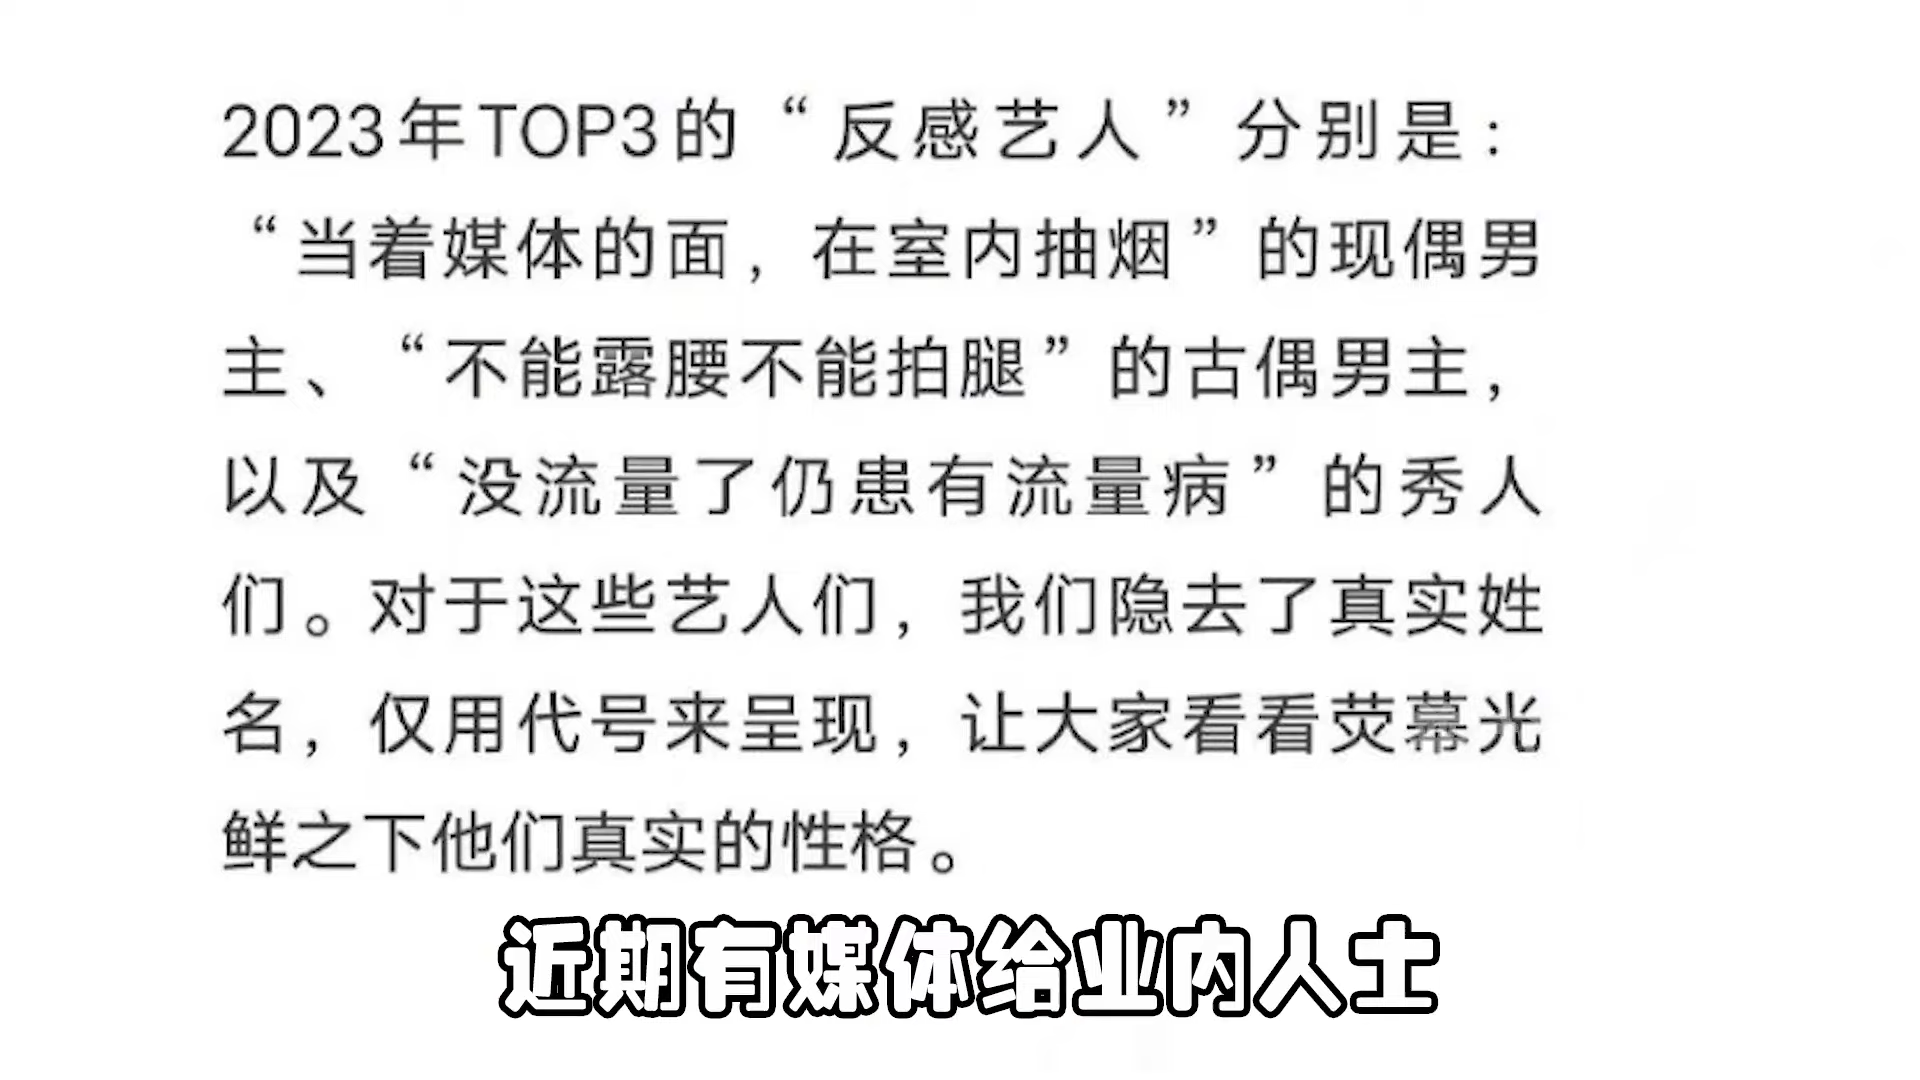 2023年TOP3的“反感艺人”分别是：
“当着媒体的面，在室内抽烟”的现偶男
主、“不能露腰不能拍腿”的古偶男主，
以及“没流量了仍患有流量病”的秀人
们。对于这些艺人们，我们隐去了真实姓
名，仅用代号来呈现，让大家看看荧幕光
鲜之下他们真实的性格。
近期有媒体给业内人士